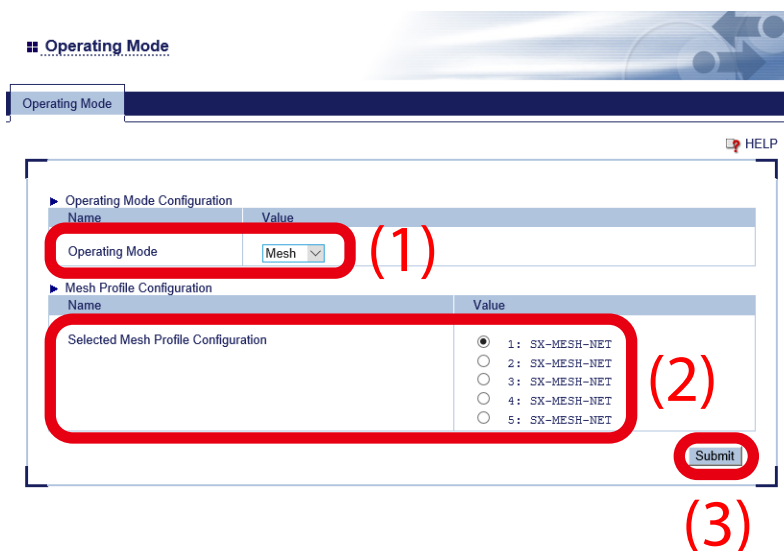 Operating Mode
Operating Mode
HELP
Operating Mode Configuration
Name Value
Operating Mode Mesh (1)
Mesh Profile Configuration
Name Value
Selected Mesh Profile Configuration 1: SX-MESH-NET
2: SX-MESH-NET
3: SX-MESH-NET
4: SX-MESH-NET
5: SX-MESH-NET
(2)
Submit
(3)